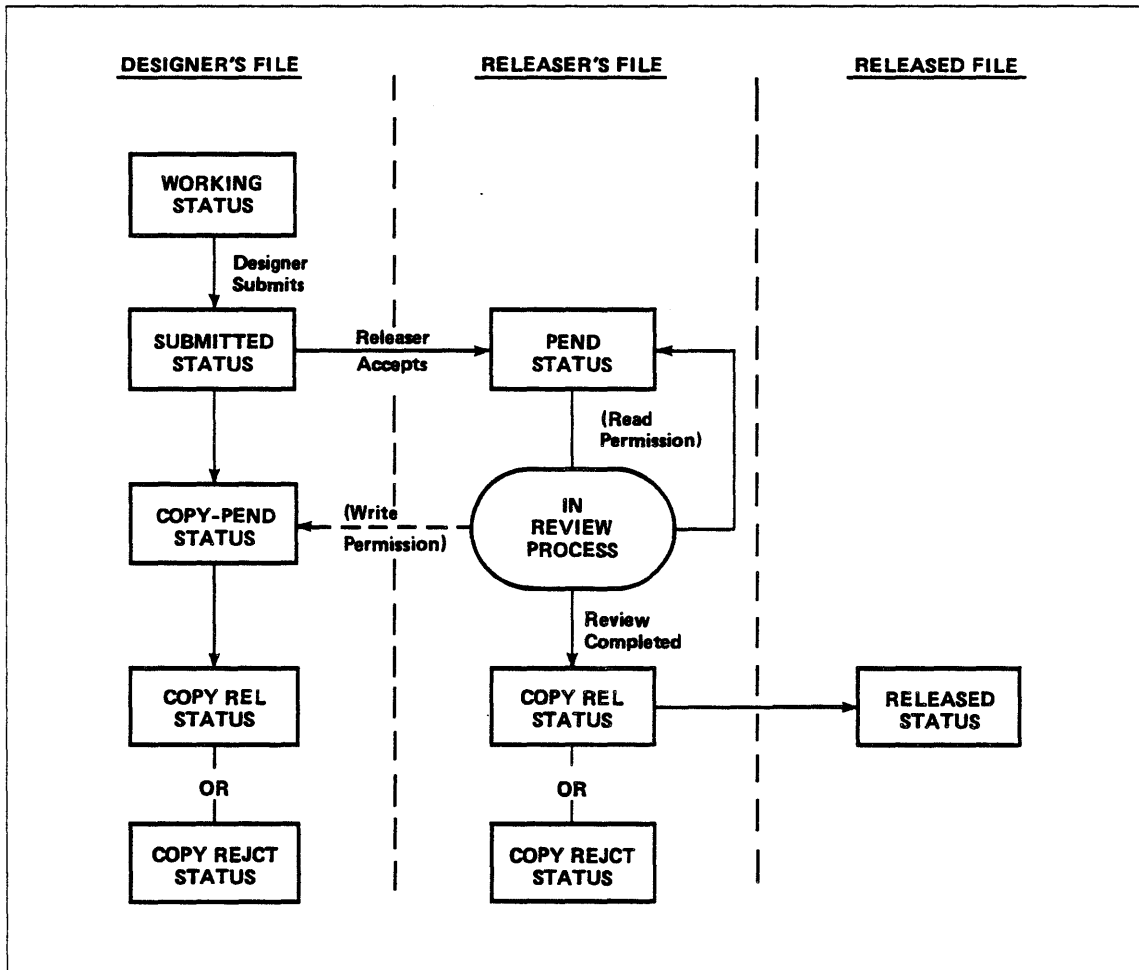 DESIGNER'S FILE
RELEASER'S FILE
RELEASED FILE
WORKING
STATUS
Designer
Submits
SUBMITTED
STATUS
Releaser
Accepts
PEND
STATUS
(Read
Permission)
COPY-PEND
STATUS
(Write
Permission)
IN
REVIEW
PROCESS
Review
Completed
COPY REL
STATUS
COPY REL
STATUS
RELEASED
STATUS
OR
OR
COPY REJCT
STATUS
COPY REJCT
STATUS